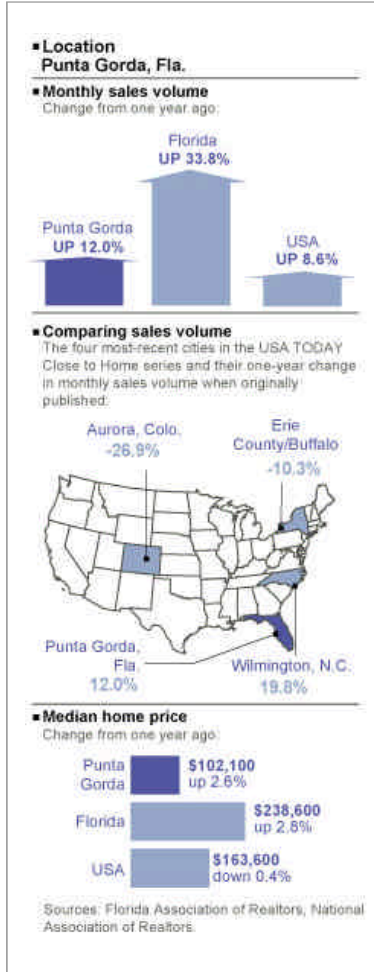 Location
Punta Gorda, Fla.
Monthly sales volume
Change from one year ago:
Florida
UP 33.8%
Punta Gorda
UP 12.0%
USA
UP 8.6%
Comparing sales volume
The four most-recent cities in the USA TODAY
Close to Home series and their one-year change
in monthly sales volume when originally
published:
Aurora, Colo.
-26.9%
Erie
County/Buffalo
-10.3%
Punta Gorda,
Fla.
12.0%
Wilmington, N.C.
19.8%
Median home price
Change from one year ago:
Punta
Gorda
$102,100
up 2.6%
Florida
$238,600
up 2.8%
USA
$163,600
down 0.4%
Sources: Florida Association of Realtors, National
Association of Realtors.